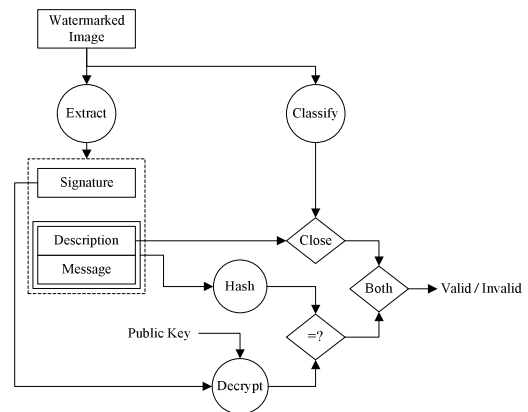 Watermarked
Image
Extract
Classify
Signature
Description
Close
Message
Hash
Both
Valid / Invalid
Public Key
=?
Decrypt